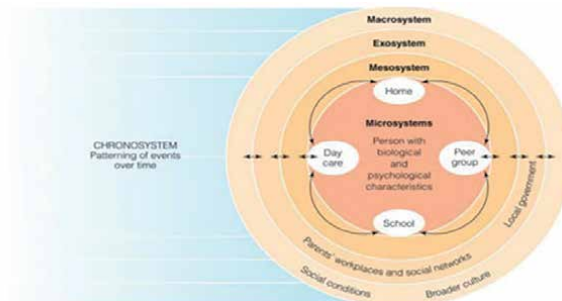 Macrosystem
Exosystem
Mesosystem
Home
Microsystems
Person with
biological
and
psychological
characteristics
Day
care
Peer
group
School
CHRONOSYSTEM
Patterning of events
over time
Local government
Parents' workplaces and social networks
Social conditions
Broader culture